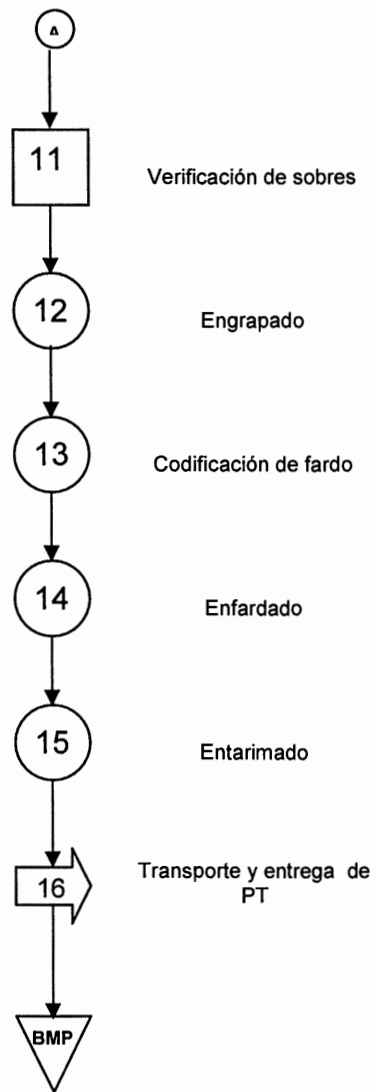 A
11
Verificación de sobres
12
Engrapado
13
Codificación de fardo
14
Enfardado
15
Entarimado
16
Transporte y entrega de
PT
BMP